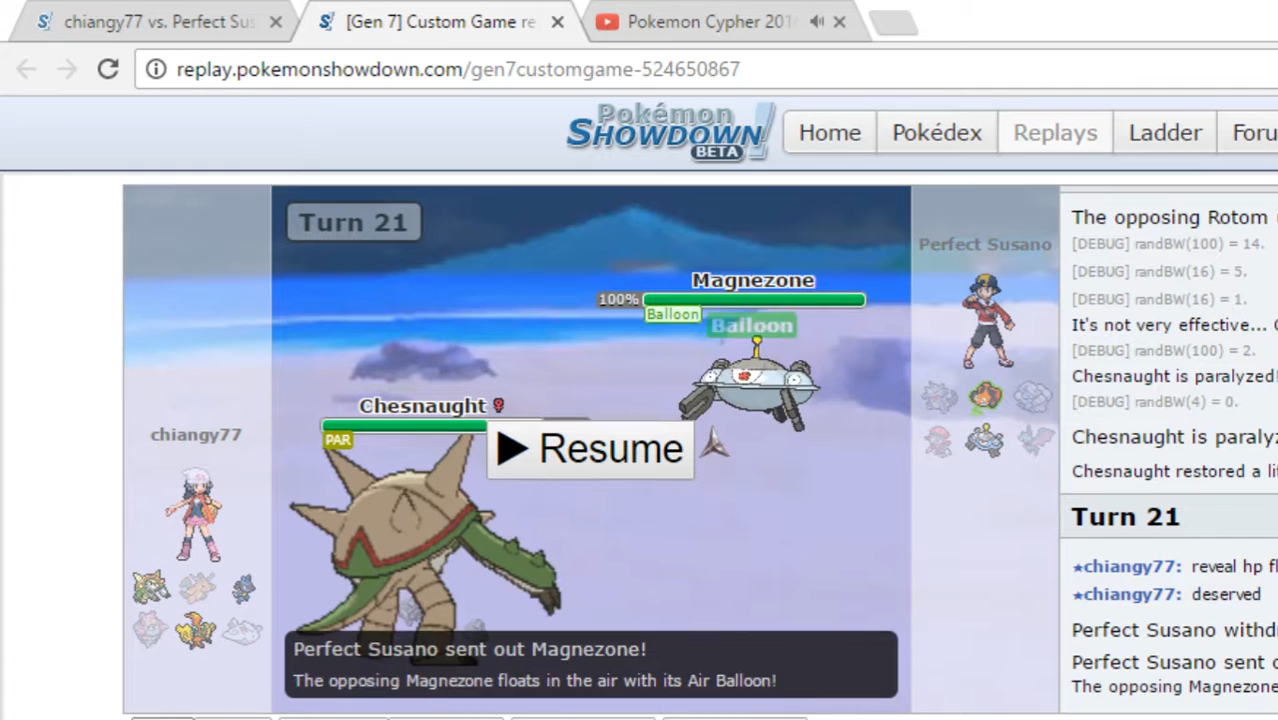 chiangy77 vs. Perfect Sus
[Gen 7] Custom Game re
Pokemon Cypher 201
replay.pokemonshowdown.com/gen7customgame-524650867
Pokémon
SHOWDOWN!
BETA
Home
Pokédex
Replays
Ladder
Foru
Turn 21
Magnezone
100%
Balloon
Balloon
Chesnaught
PAR
Resume
chiangy77
Perfect Susano
Perfect Susano sent out Magnezone!
The opposing Magnezone floats in the air with its Air Balloon!
The opposing Rotom
[DEBUG] randBW(100) = 14.
[DEBUG] randBW(16) = 5.
[DEBUG] randBW(16) = 1.
It's not very effective...
[DEBUG] randBW(100) = 2.
Chesnaught is paralyzed!
[DEBUG] randBW(4) = 0.
Chesnaught is paralyz
Chesnaught restored a lit
Turn 21
★chiangy77: reveal hp fl
★chiangy77: deserved
Perfect Susano withd
Perfect Susano sent o
The opposing Magnezone